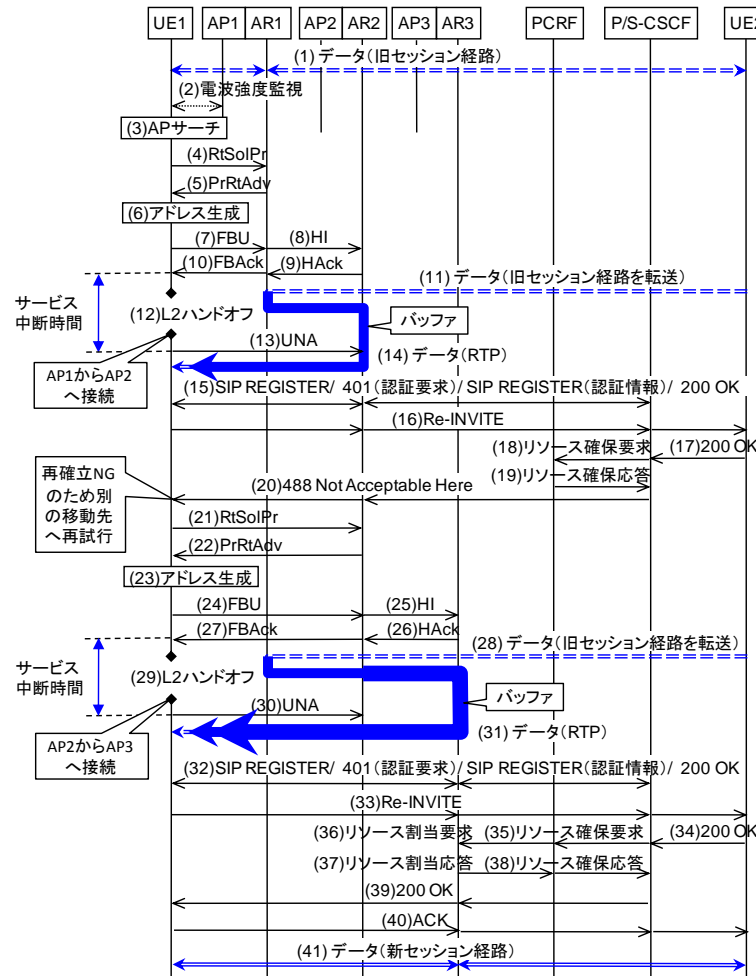 UE1 AP1 AR1 AP2 AR2 AP3 AR3 PCRF P/S-CSCF UE2
(1) データ(旧セッション経路)
(2)電波強度監視
(3)APサーチ
(4)RtSolPr
(5)PrRtAdv
(6)アドレス生成
(7)FBU (8)HI
(10)FBAck (9)HAck
(11) データ(旧セッション経路を転送)
サービス
中断時間
(12)L2ハンドオフ
バッファ
(13)UNA
(14) データ(RTP)
AP1からAP2
へ接続
(15)SIP REGISTER/ 401(認証要求)/ SIP REGISTER(認証情報)/ 200 OK
(16)Re-INVITE
(18)リソース確保要求 (17)200 OK
(19)リソース確保応答
再確立NG
のため別
の移動先
へ再試行
(20)488 Not Acceptable Here
(21)RtSolPr
(22)PrRtAdv
(23)アドレス生成
(24)FBU (25)HI
(27)FBAck (26)HAck
(28) データ(旧セッション経路を転送)
サービス
中断時間
(29)L2ハンドオフ
バッファ
(30)UNA
(31) データ(RTP)
AP2からAP3
へ接続
(32)SIP REGISTER/ 401(認証要求)/ SIP REGISTER(認証情報)/ 200 OK
(33)Re-INVITE
(36)リソース割当要求 (35)リソース確保要求 (34)200 OK
(37)リソース割当応答 (38)リソース確保応答
(39)200 OK
(40)ACK
(41) データ(新セッション経路)